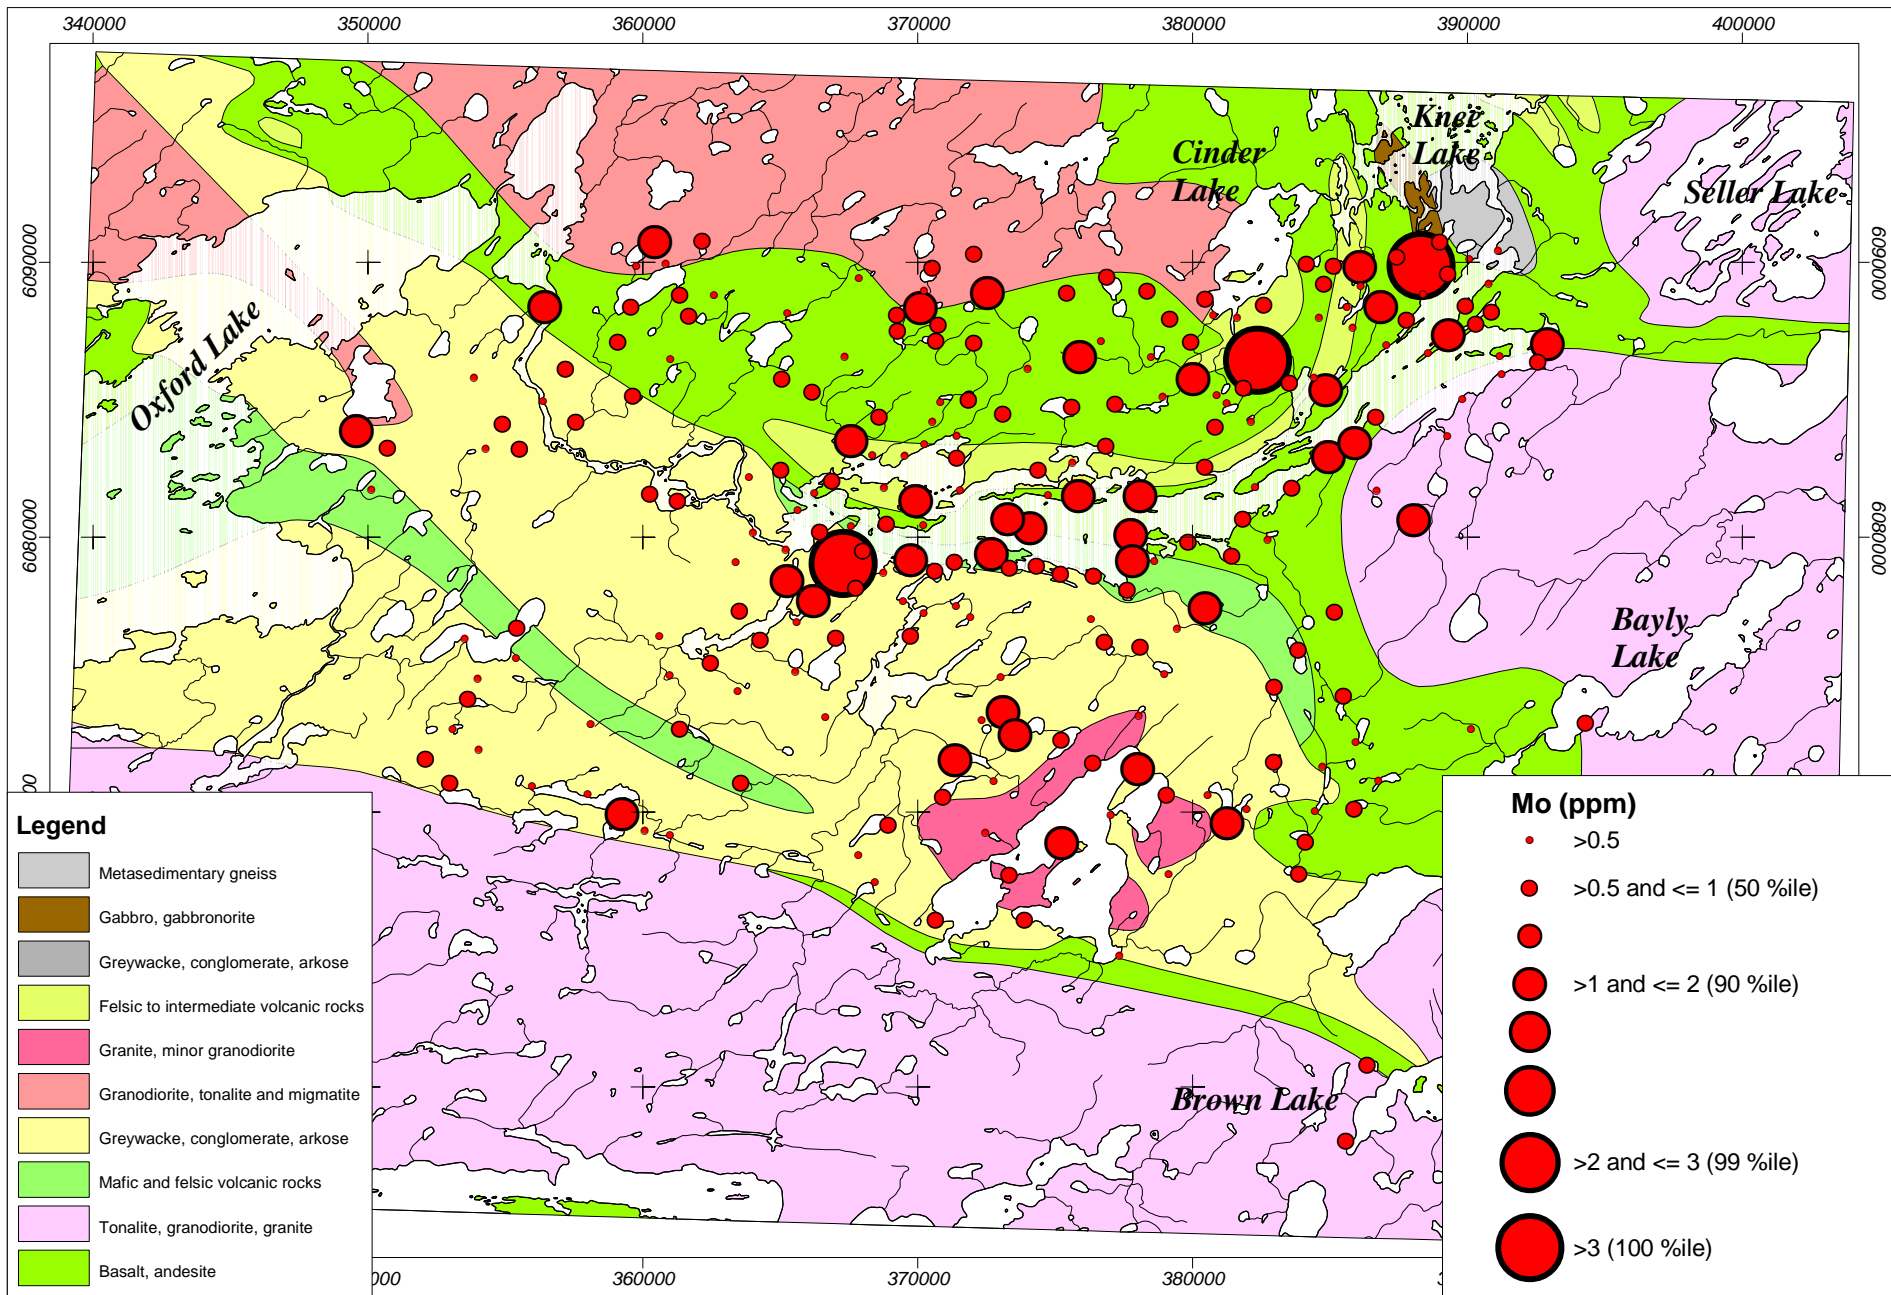 340000 350000 360000 370000 380000 390000 400000
Knee
Lake
Cinder
Lake
Seller Lake
6090000
6090000
Oxford Lake
6080000
6080000
Bayly
Lake
Brown Lake
Legend
Metasedimentary gneiss
Gabbro, gabbronorite
Greywacke, conglomerate, arkose
Felsic to intermediate volcanic rocks
Granite, minor granodiorite
Granodiorite, tonalite and migmatite
Greywacke, conglomerate, arkose
Mafic and felsic volcanic rocks
Tonalite, granodiorite, granite
Basalt, andesite
Mo (ppm)
>0.5
>0.5 and <= 1 (50 %ile)
>1 and <= 2 (90 %ile)
>2 and <= 3 (99 %ile)
>3 (100 %ile)
360000 370000 380000